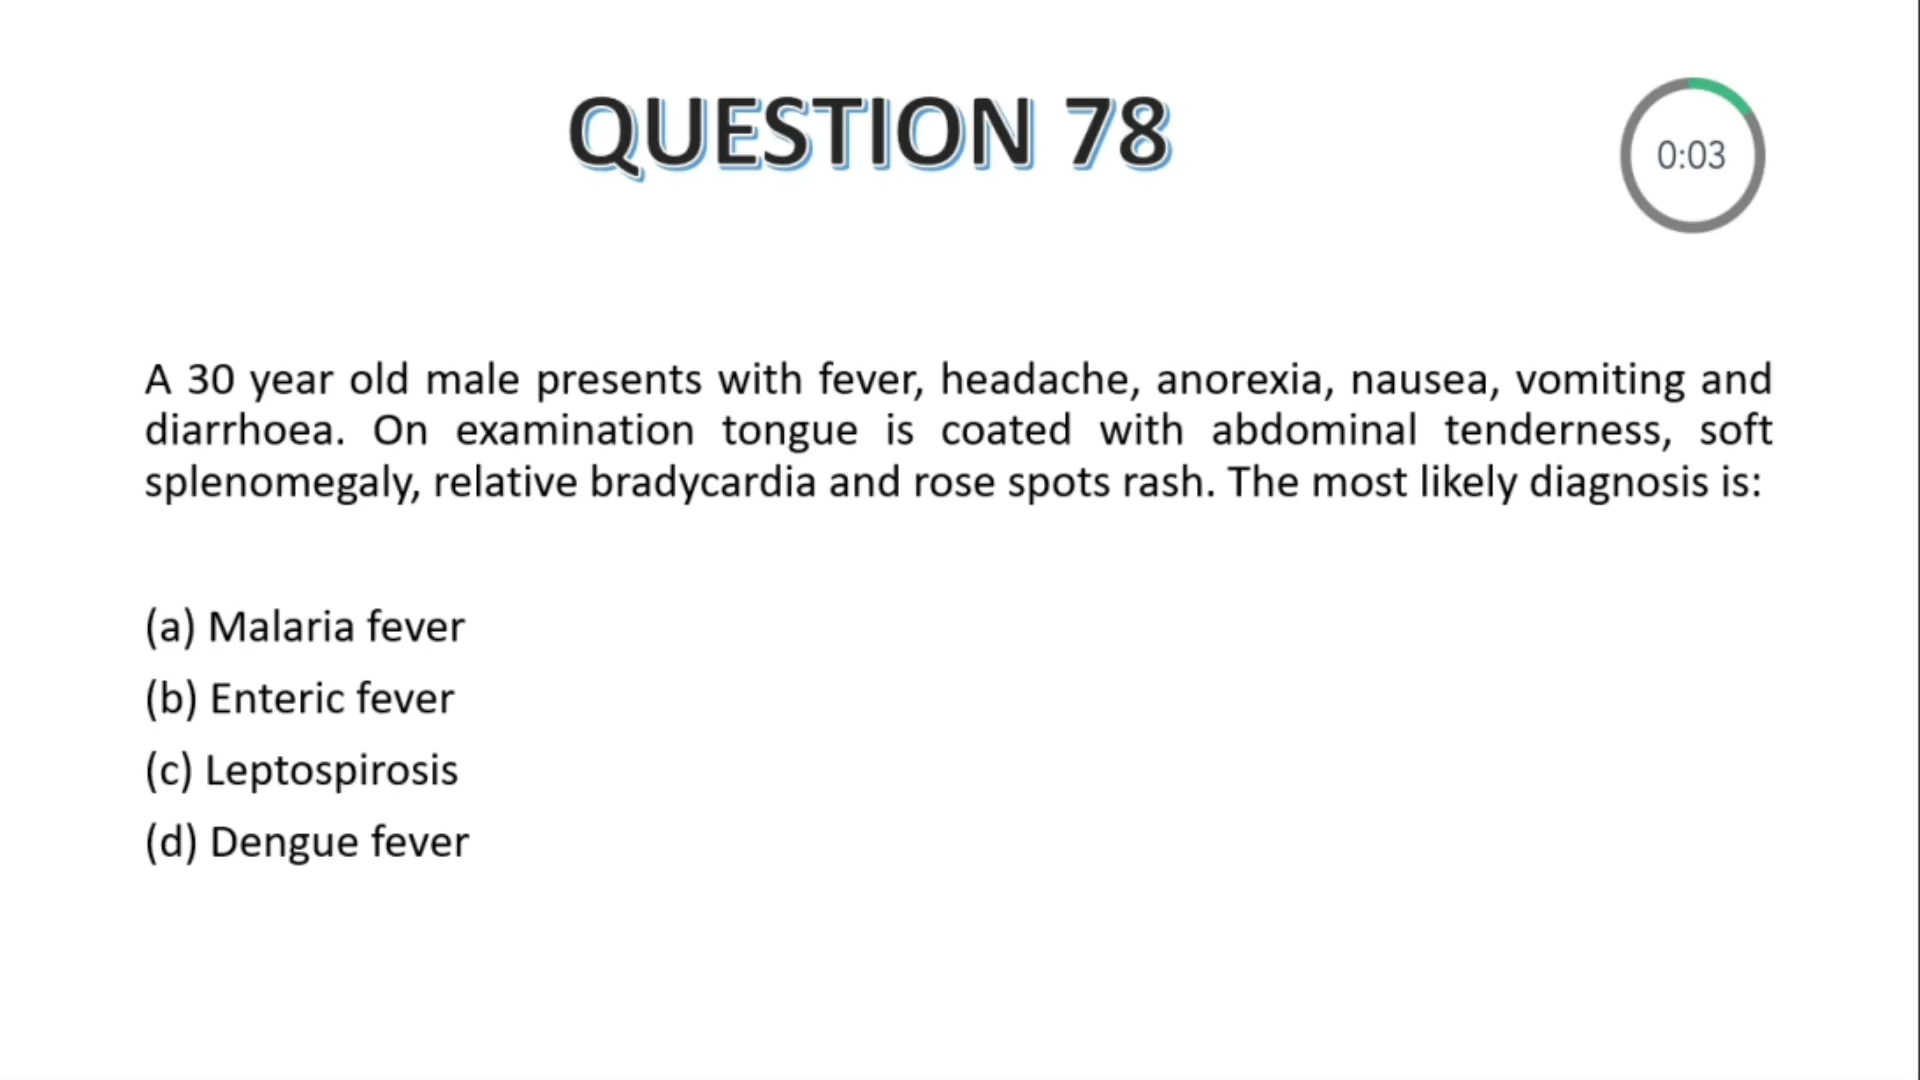 QUESTION 78
0:03
A 30 year old male presents with fever, headache, anorexia, nausea, vomiting and
diarrhoea. On examination tongue is coated with abdominal tenderness, soft
splenomegaly, relative bradycardia and rose spots rash. The most likely diagnosis is:
(a) Malaria fever
(b) Enteric fever
(c) Leptospirosis
(d) Dengue fever